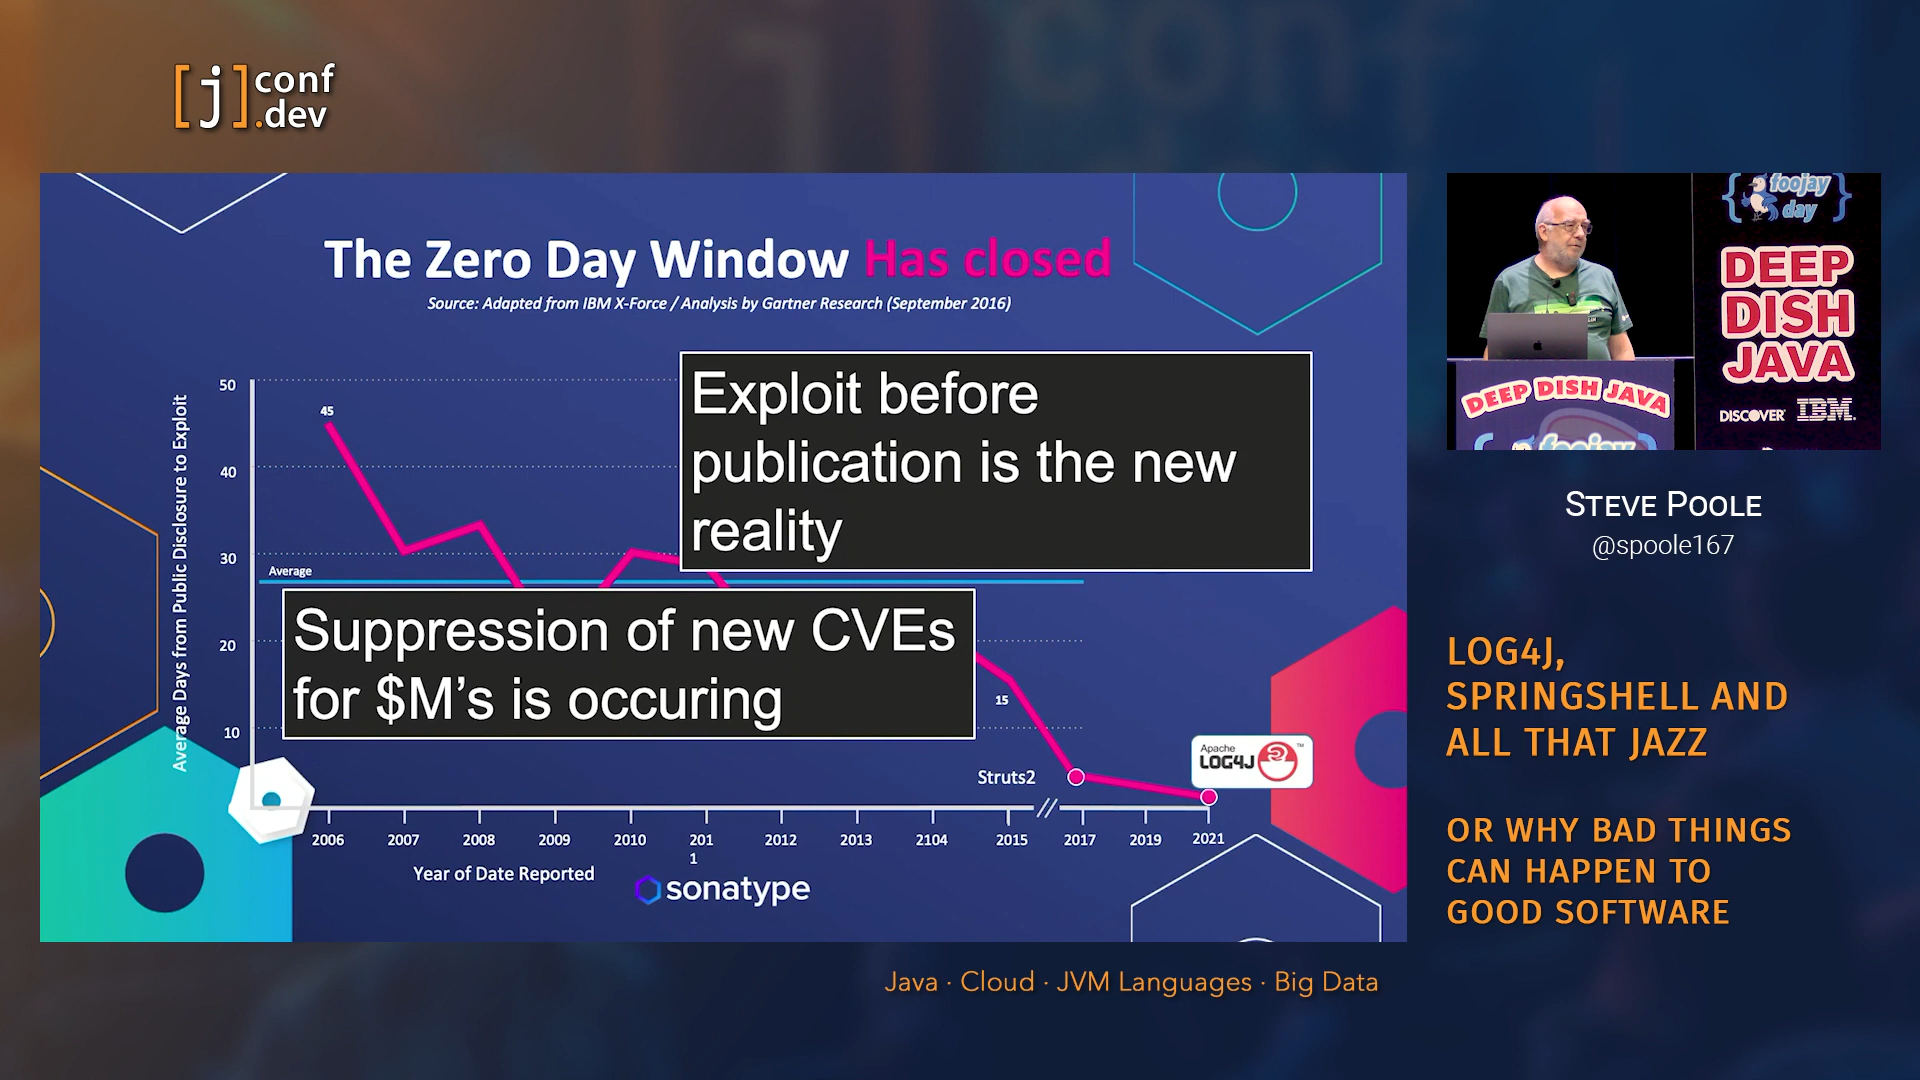 [j] conf
.dev
The Zero Day Window Has closed
Source: Adapted from IBM X-Force / Analysis by Gartner Research (September 2016)
Average Days from Public Disclosure to Exploit
50
40
30
20
10
45
Average
Exploit before
publication is the new
reality
Suppression of new CVEs
for $M’s is occuring
15
Struts2
Apache
LOG4J
TM
2006
2007
2008
2009
2010
201
1
2012
2013
2104
2015
2017
2019
2021
Year of Date Reported
sonatype
{ foojay }
day
DEEP
DISH
JAVA
DISCOVER IBM.
DEEP DISH JAVA
{ foojay
Steve Poole
@spoole167
LOG4J,
SPRINGSHELL AND
ALL THAT JAZZ
OR WHY BAD THINGS
CAN HAPPEN TO
GOOD SOFTWARE
Java · Cloud · JVM Languages · Big Data